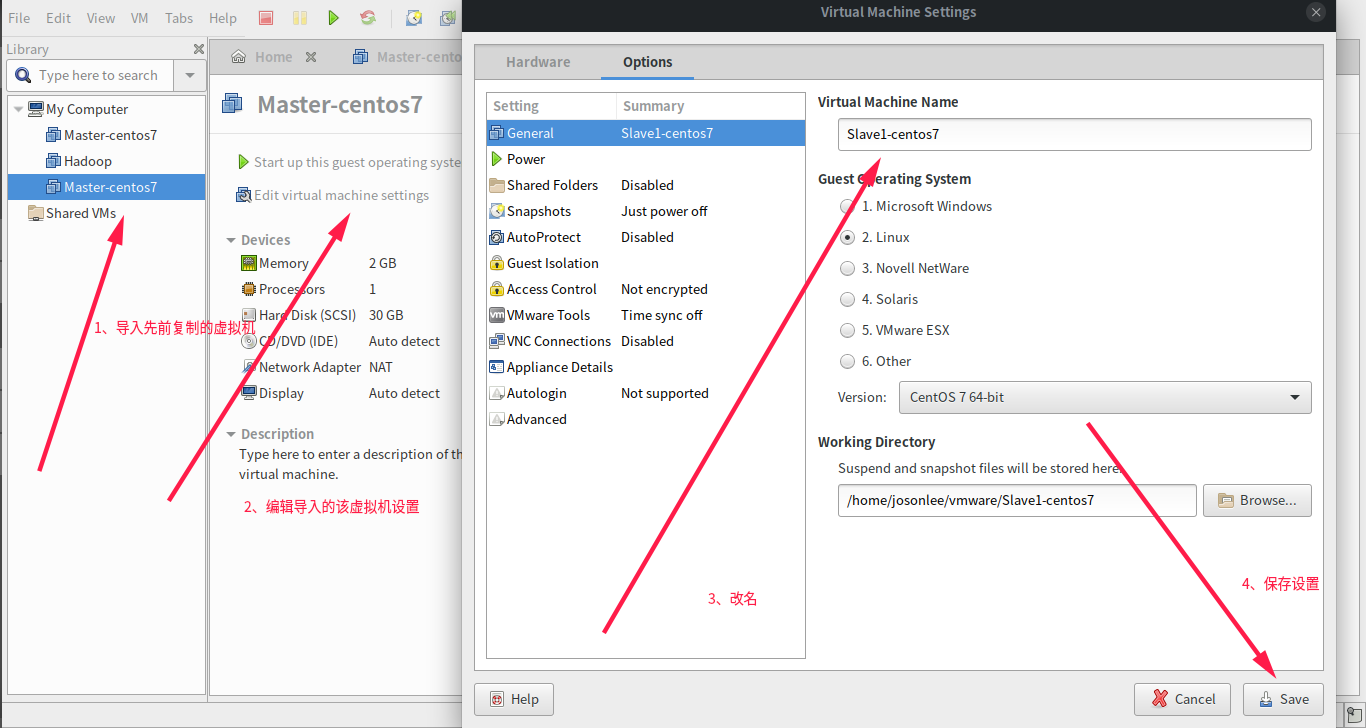 File Edit View VM Tabs Help
Library
Type here to search
My Computer
Master-centos7
Hadoop
Master-centos7
Shared VMs
Home
Master-cento
Master-centos7
Start up this guest operating syste
Edit virtual machine settings
Devices
Memory 2 GB
Processors 1
Hard Disk (SCSI) 30 GB
CD/DVD (IDE) Auto detect
Network Adapter NAT
Display Auto detect
Description
Type here to enter a description of th
virtual machine.
1、导入先前复制的虚拟机
2、编辑导入的该虚拟机设置
Virtual Machine Settings
Hardware Options
Setting Summary
General Slave1-centos7
Power
Shared Folders Disabled
Snapshots Just power off
AutoProtect Disabled
Guest Isolation
Access Control Not encrypted
vm VMware Tools Time sync off
VNC Connections Disabled
Appliance Details
Autologin Not supported
Advanced
3、改名
Virtual Machine Name
Slave1-centos7
Guest Operating System
1. Microsoft Windows
2. Linux
3. Novell NetWare
4. Solaris
5. VMware ESX
6. Other
Version: CentOS 7 64-bit
Working Directory
Suspend and snapshot files will be stored here.
/home/josonlee/vmware/Slave1-centos7
Browse...
4、保存设置
Help
Cancel
Save